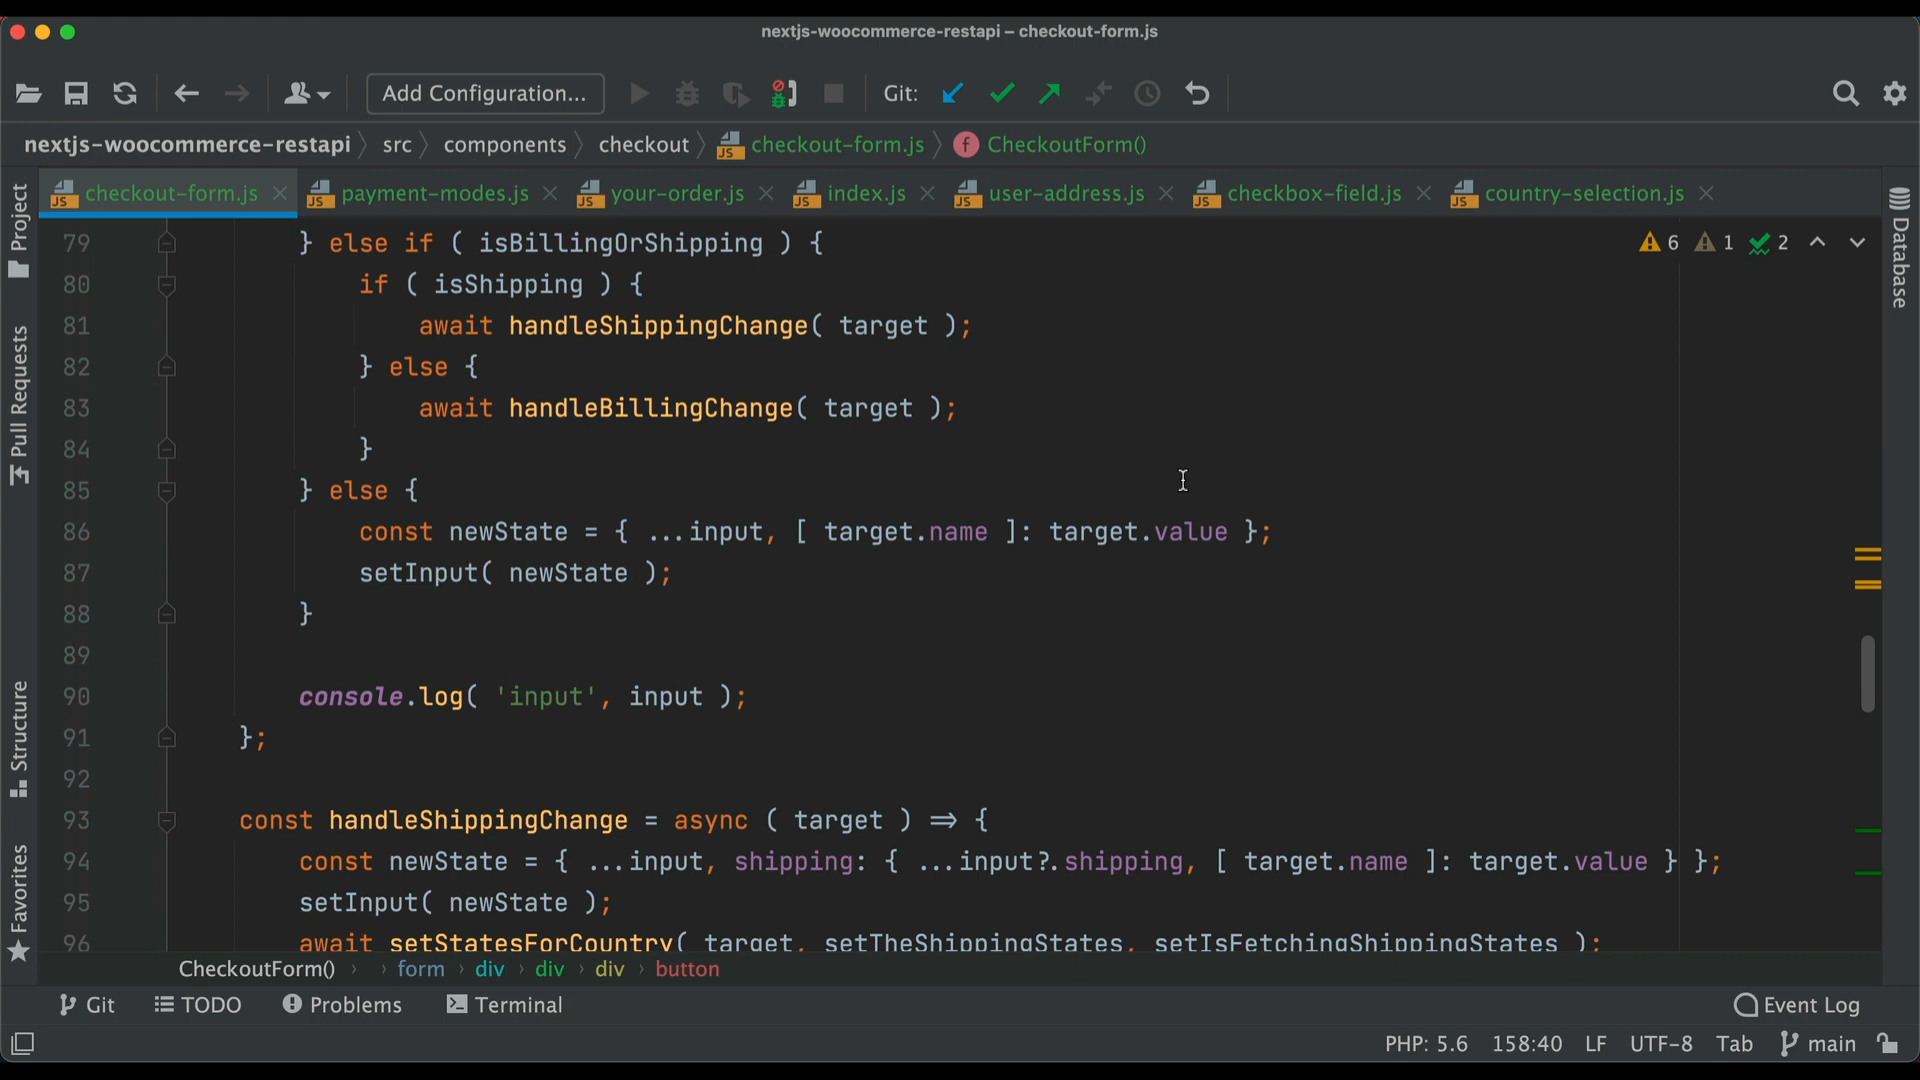 nextjs-woocommerce-restapi – checkout-form.js
Add Configuration...
Git:
nextjs-woocommerce-restapi src components checkout checkout-form.js CheckoutForm()
checkout-form.js payment-modes.js your-order.js index.js user-address.js checkbox-field.js country-selection.js
Project
Pull Requests
Structure
Favorites
Database
6 1 2
79 } else if ( isBillingOrShipping ) {
80 if ( isShipping ) {
81 await handleShippingChange( target );
82 } else {
83 await handleBillingChange( target );
84 }
85 } else {
86 const newState = { ...input, [ target.name ]: target.value };
87 setInput( newState );
88 }
89
90 console.log( 'input', input );
91 };
92
93 const handleShippingChange = async ( target ) => {
94 const newState = { ...input, shipping: { ...input?.shipping, [ target.name ]: target.value } };
95 setInput( newState );
96 await setStatesForCountry( target, setTheShippingStates, setIsFetchingShippingStates );
CheckoutForm() › › form › div › div › div › button
Git TODO Problems Terminal Event Log
PHP: 5.6 158:40 LF UTF-8 Tab main